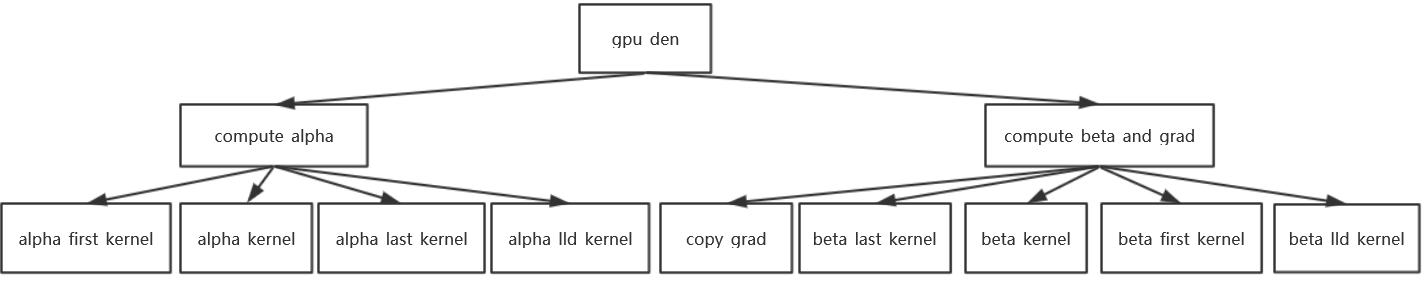 gpu den
compute alpha
compute beta and grad
alpha first kernel
alpha kernel
alpha last kernel
alpha lld kernel
copy grad
beta last kernel
beta kernel
beta first kernel
beta lld kernel